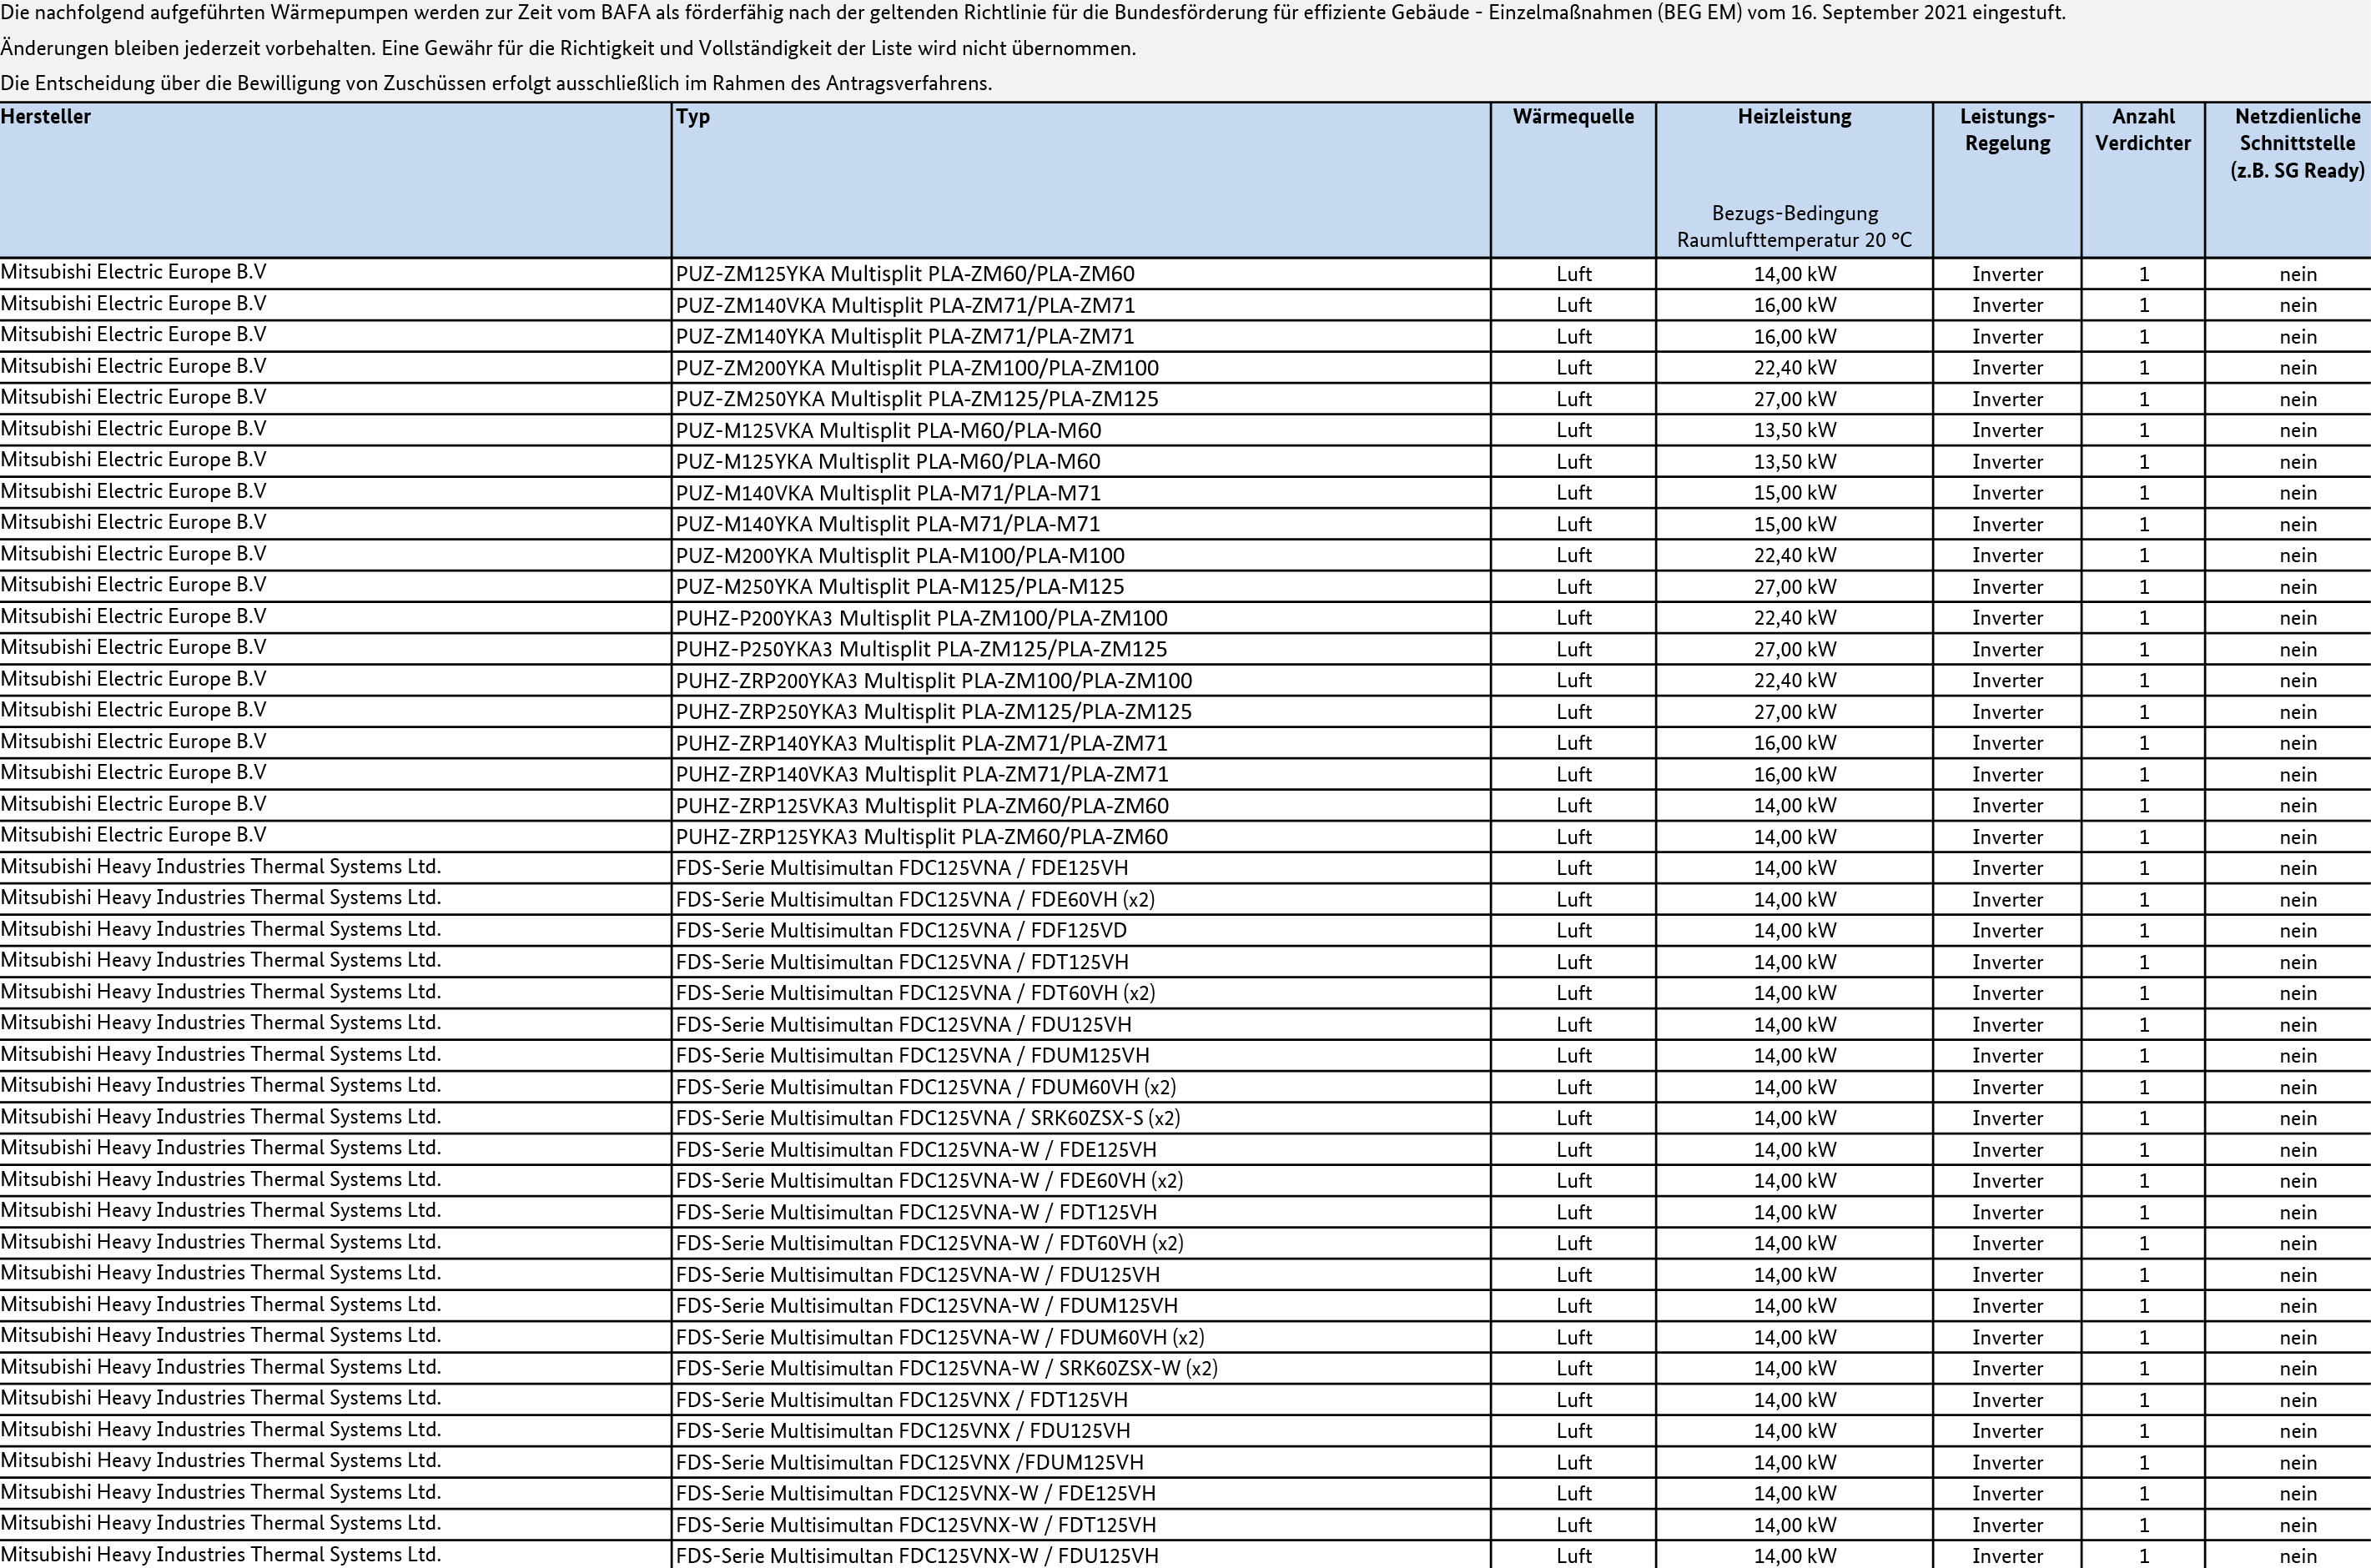 Die nachfolgend aufgeführten Wärmepumpen werden zur Zeit vom BAFA als förderfähig nach der geltenden Richtlinie für die Bundesförderung für effiziente Gebäude - Einzelmaßnahmen (BEG EM) vom 16. September 2021 eingestuft.
Änderungen bleiben jederzeit vorbehalten. Eine Gewähr für die Richtigkeit und Vollständigkeit der Liste wird nicht übernommen.
Die Entscheidung über die Bewilligung von Zuschüssen erfolgt ausschließlich im Rahmen des Antragsverfahrens.
Hersteller Typ Wärmequelle Heizleistung Leistungs- Anzahl Netzdienliche
Regelung Verdichter Schnittstelle
(z.B. SG Ready)
Bezugs-Bedingung
Raumlufttemperatur 20 °C
Mitsubishi Electric Europe B.V PUZ-ZM125YKA Multisplit PLA-ZM60/PLA-ZM60 Luft 14,00 kW Inverter 1 nein
Mitsubishi Electric Europe B.V PUZ-ZM140VKA Multisplit PLA-ZM71/PLA-ZM71 Luft 16,00 kW Inverter 1 nein
Mitsubishi Electric Europe B.V PUZ-ZM140YKA Multisplit PLA-ZM71/PLA-ZM71 Luft 16,00 kW Inverter 1 nein
Mitsubishi Electric Europe B.V PUZ-ZM200YKA Multisplit PLA-ZM100/PLA-ZM100 Luft 22,40 kW Inverter 1 nein
Mitsubishi Electric Europe B.V PUZ-ZM250YKA Multisplit PLA-ZM125/PLA-ZM125 Luft 27,00 kW Inverter 1 nein
Mitsubishi Electric Europe B.V PUZ-M125VKA Multisplit PLA-M60/PLA-M60 Luft 13,50 kW Inverter 1 nein
Mitsubishi Electric Europe B.V PUZ-M125YKA Multisplit PLA-M60/PLA-M60 Luft 13,50 kW Inverter 1 nein
Mitsubishi Electric Europe B.V PUZ-M140VKA Multisplit PLA-M71/PLA-M71 Luft 15,00 kW Inverter 1 nein
Mitsubishi Electric Europe B.V PUZ-M140YKA Multisplit PLA-M71/PLA-M71 Luft 15,00 kW Inverter 1 nein
Mitsubishi Electric Europe B.V PUZ-M200YKA Multisplit PLA-M100/PLA-M100 Luft 22,40 kW Inverter 1 nein
Mitsubishi Electric Europe B.V PUZ-M250YKA Multisplit PLA-M125/PLA-M125 Luft 27,00 kW Inverter 1 nein
Mitsubishi Electric Europe B.V PUHZ-P200YKA3 Multisplit PLA-ZM100/PLA-ZM100 Luft 22,40 kW Inverter 1 nein
Mitsubishi Electric Europe B.V PUHZ-P250YKA3 Multisplit PLA-ZM125/PLA-ZM125 Luft 27,00 kW Inverter 1 nein
Mitsubishi Electric Europe B.V PUHZ-ZRP200YKA3 Multisplit PLA-ZM100/PLA-ZM100 Luft 22,40 kW Inverter 1 nein
Mitsubishi Electric Europe B.V PUHZ-ZRP250YKA3 Multisplit PLA-ZM125/PLA-ZM125 Luft 27,00 kW Inverter 1 nein
Mitsubishi Electric Europe B.V PUHZ-ZRP140YKA3 Multisplit PLA-ZM71/PLA-ZM71 Luft 16,00 kW Inverter 1 nein
Mitsubishi Electric Europe B.V PUHZ-ZRP140VKA3 Multisplit PLA-ZM71/PLA-ZM71 Luft 16,00 kW Inverter 1 nein
Mitsubishi Electric Europe B.V PUHZ-ZRP125VKA3 Multisplit PLA-ZM60/PLA-ZM60 Luft 14,00 kW Inverter 1 nein
Mitsubishi Electric Europe B.V PUHZ-ZRP125YKA3 Multisplit PLA-ZM60/PLA-ZM60 Luft 14,00 kW Inverter 1 nein
Mitsubishi Heavy Industries Thermal Systems Ltd. FDS-Serie Multisimultan FDC125VNA / FDE125VH Luft 14,00 kW Inverter 1 nein
Mitsubishi Heavy Industries Thermal Systems Ltd. FDS-Serie Multisimultan FDC125VNA / FDE60VH (x2) Luft 14,00 kW Inverter 1 nein
Mitsubishi Heavy Industries Thermal Systems Ltd. FDS-Serie Multisimultan FDC125VNA / FDF125VD Luft 14,00 kW Inverter 1 nein
Mitsubishi Heavy Industries Thermal Systems Ltd. FDS-Serie Multisimultan FDC125VNA / FDT125VH Luft 14,00 kW Inverter 1 nein
Mitsubishi Heavy Industries Thermal Systems Ltd. FDS-Serie Multisimultan FDC125VNA / FDT60VH (x2) Luft 14,00 kW Inverter 1 nein
Mitsubishi Heavy Industries Thermal Systems Ltd. FDS-Serie Multisimultan FDC125VNA / FDU125VH Luft 14,00 kW Inverter 1 nein
Mitsubishi Heavy Industries Thermal Systems Ltd. FDS-Serie Multisimultan FDC125VNA / FDUM125VH Luft 14,00 kW Inverter 1 nein
Mitsubishi Heavy Industries Thermal Systems Ltd. FDS-Serie Multisimultan FDC125VNA / FDUM60VH (x2) Luft 14,00 kW Inverter 1 nein
Mitsubishi Heavy Industries Thermal Systems Ltd. FDS-Serie Multisimultan FDC125VNA / SRK60ZSX-S (x2) Luft 14,00 kW Inverter 1 nein
Mitsubishi Heavy Industries Thermal Systems Ltd. FDS-Serie Multisimultan FDC125VNA-W / FDE125VH Luft 14,00 kW Inverter 1 nein
Mitsubishi Heavy Industries Thermal Systems Ltd. FDS-Serie Multisimultan FDC125VNA-W / FDE60VH (x2) Luft 14,00 kW Inverter 1 nein
Mitsubishi Heavy Industries Thermal Systems Ltd. FDS-Serie Multisimultan FDC125VNA-W / FDT125VH Luft 14,00 kW Inverter 1 nein
Mitsubishi Heavy Industries Thermal Systems Ltd. FDS-Serie Multisimultan FDC125VNA-W / FDT60VH (x2) Luft 14,00 kW Inverter 1 nein
Mitsubishi Heavy Industries Thermal Systems Ltd. FDS-Serie Multisimultan FDC125VNA-W / FDU125VH Luft 14,00 kW Inverter 1 nein
Mitsubishi Heavy Industries Thermal Systems Ltd. FDS-Serie Multisimultan FDC125VNA-W / FDUM125VH Luft 14,00 kW Inverter 1 nein
Mitsubishi Heavy Industries Thermal Systems Ltd. FDS-Serie Multisimultan FDC125VNA-W / FDUM60VH (x2) Luft 14,00 kW Inverter 1 nein
Mitsubishi Heavy Industries Thermal Systems Ltd. FDS-Serie Multisimultan FDC125VNA-W / SRK60ZSX-W (x2) Luft 14,00 kW Inverter 1 nein
Mitsubishi Heavy Industries Thermal Systems Ltd. FDS-Serie Multisimultan FDC125VNX / FDT125VH Luft 14,00 kW Inverter 1 nein
Mitsubishi Heavy Industries Thermal Systems Ltd. FDS-Serie Multisimultan FDC125VNX / FDU125VH Luft 14,00 kW Inverter 1 nein
Mitsubishi Heavy Industries Thermal Systems Ltd. FDS-Serie Multisimultan FDC125VNX /FDUM125VH Luft 14,00 kW Inverter 1 nein
Mitsubishi Heavy Industries Thermal Systems Ltd. FDS-Serie Multisimultan FDC125VNX-W / FDE125VH Luft 14,00 kW Inverter 1 nein
Mitsubishi Heavy Industries Thermal Systems Ltd. FDS-Serie Multisimultan FDC125VNX-W / FDT125VH Luft 14,00 kW Inverter 1 nein
Mitsubishi Heavy Industries Thermal Systems Ltd. FDS-Serie Multisimultan FDC125VNX-W / FDU125VH Luft 14,00 kW Inverter 1 nein